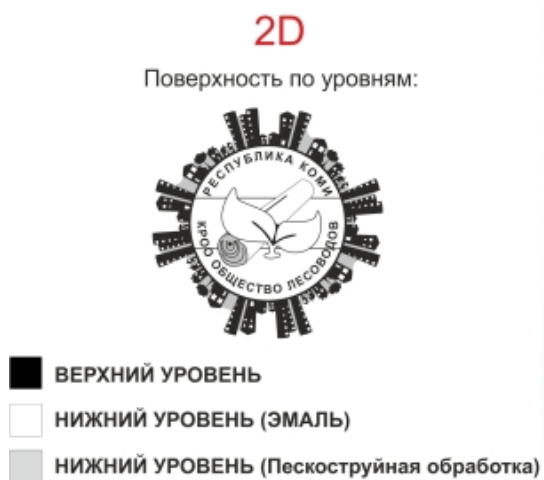 2D
Поверхность по уровням:
РЕСПУБЛИКА КОМИ
КРОО ОБЩЕСТВО ЛЕСОВОДОВ
ВЕРХНИЙ УРОВЕНЬ
НИЖНИЙ УРОВЕНЬ (ЭМАЛЬ)
НИЖНИЙ УРОВЕНЬ (Пескоструйная обработка)